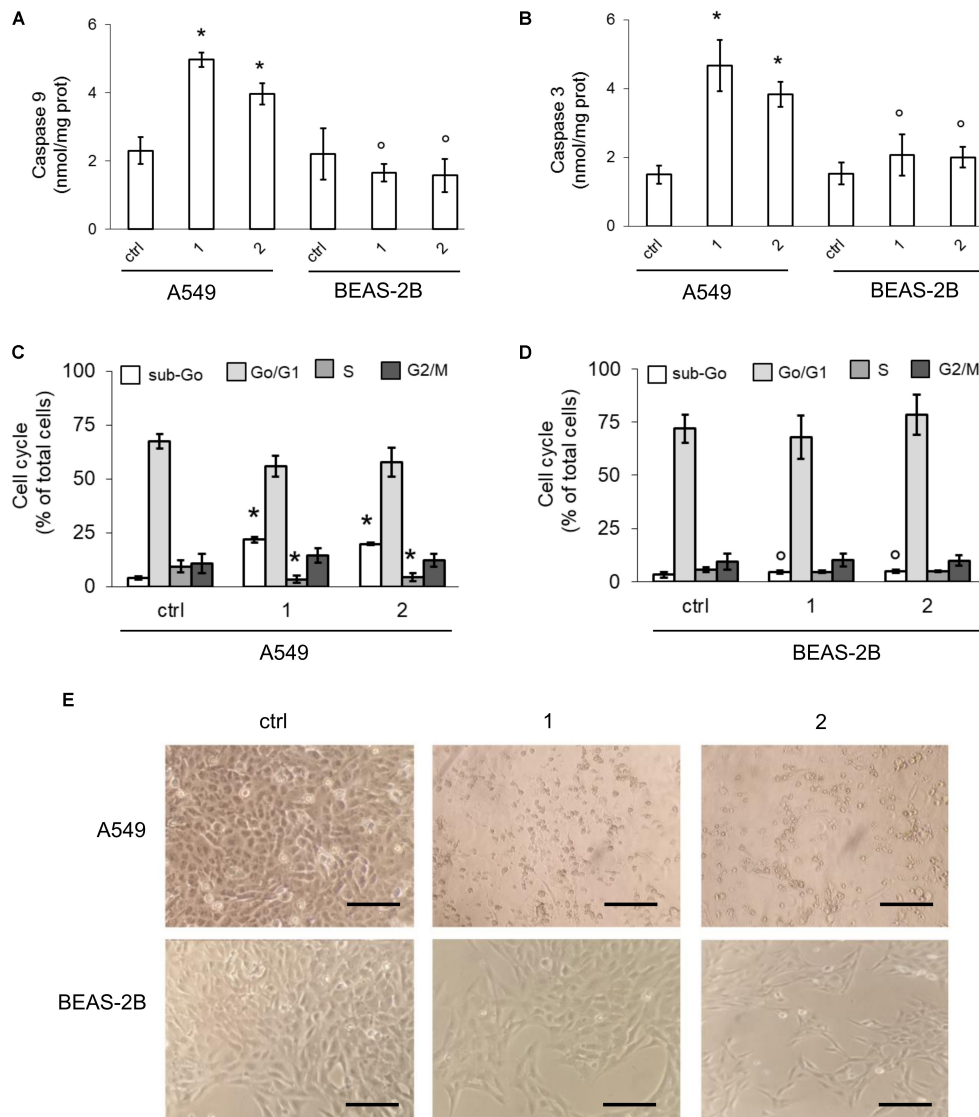 A
Caspase 9
(nmol/mg prot)
6
4
2
0
*
*
°
°
ctrl
1
2
ctrl
1
2
A549
BEAS-2B
B
Caspase 3
(nmol/mg prot)
6
4
2
0
*
*
°
°
ctrl
1
2
ctrl
1
2
A549
BEAS-2B
C
sub-Go Go/G1 S G2/M
Cell cycle
(% of total cells)
100
75
50
25
0
*
*
*
*
ctrl
1
2
A549
D
sub-Go Go/G1 S G2/M
Cell cycle
(% of total cells)
100
75
50
25
0
°
°
ctrl
1
2
BEAS-2B
E
ctrl
1
2
A549
BEAS-2B